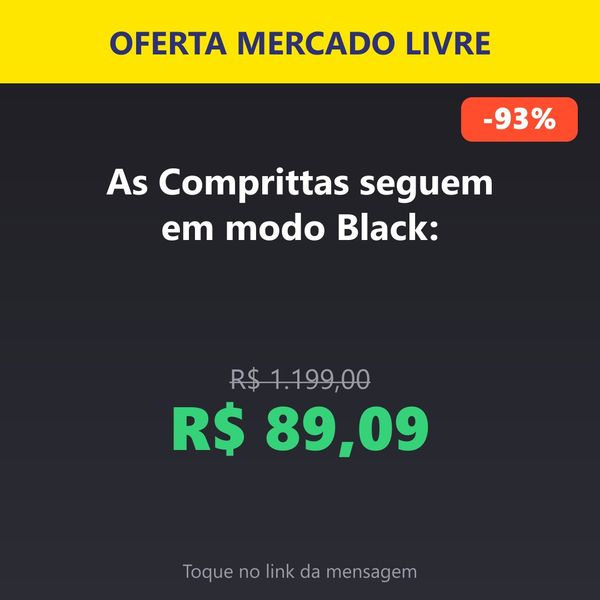 OFERTA MERCADO LIVRE
-93%
As Comprittas seguem
em modo Black:
R$ 1.199,00
R$ 89,09
Toque no link da mensagem